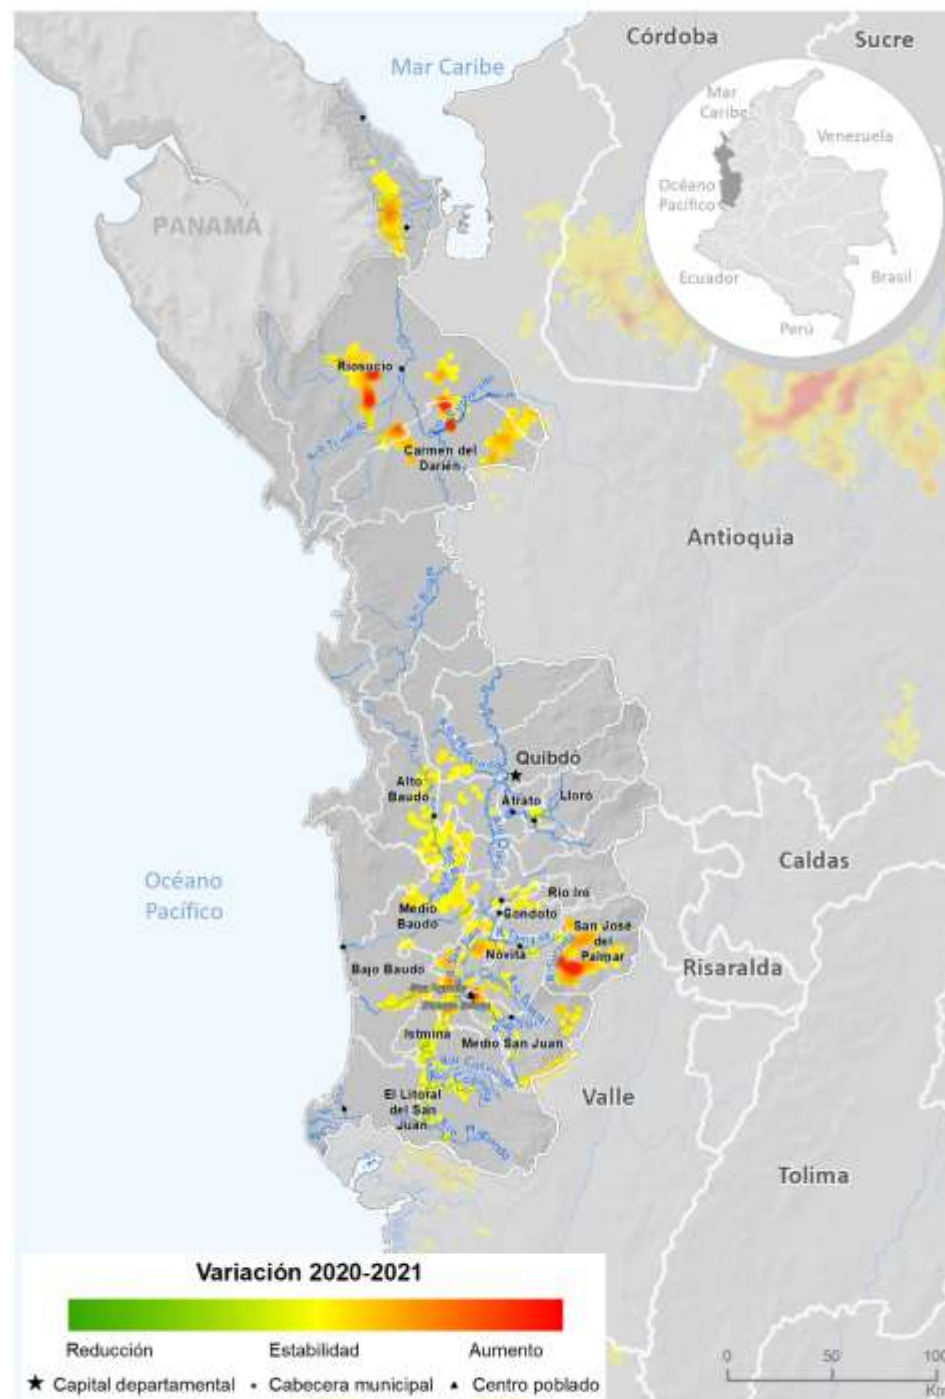 Córdoba
Sucre
Mar Caribe
Mar
Caribe
Venezuela
Océano
Pacífico
Ecuador
Brasil
Perú
PANAMÁ
Riosucio
Carmen del
Darién
Antioquia
Quibdó
Alto
Baudó
Atrato
Lloró
Caldas
Océano
Pacífico
Río Iro
Medio
Baudó
Condoto
San José
del
Palmar
Nóvita
Risaralda
Bajo Baudó
Istmina
Medio San Juan
El Litoral
del San
Juan
Valle
Tolima
Variación 2020-2021
Reducción
Estabilidad
Aumento
Capital departamental
Cabecera municipal
Centro poblado
0
50
100